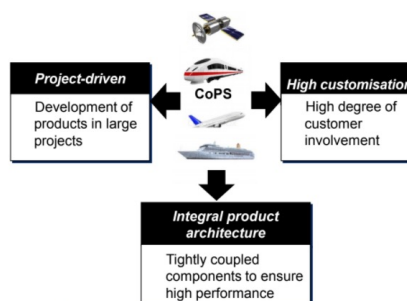 Project-driven
Development of
products in large
projects
CoPS
High customisation
High degree of
customer
involvement
Integral product
architecture
Tightly coupled
components to ensure
high performance